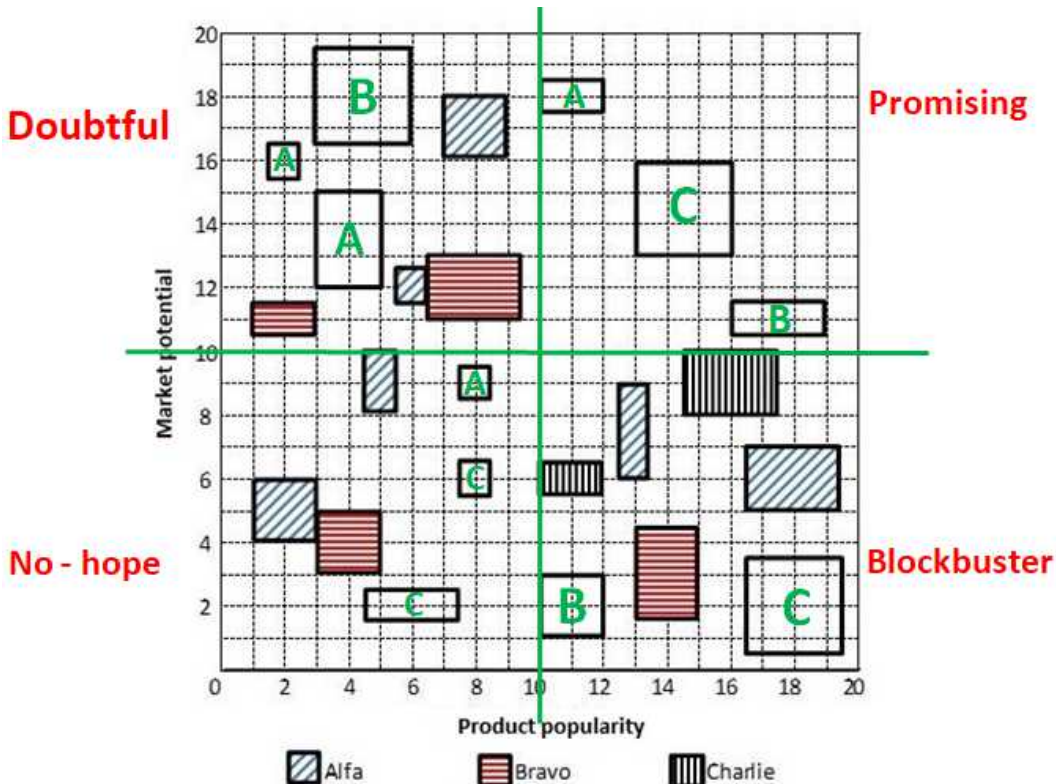 Doubtful
Promising
No - hope
Blockbuster
20
18
16
14
12
10
8
6
4
2
Market potential
B
A
A
C
A
A
B
A
C
C
B
C
0 2 4 6 8 10 12 14 16 18 20
Product popularity
Alfa Bravo Charlie